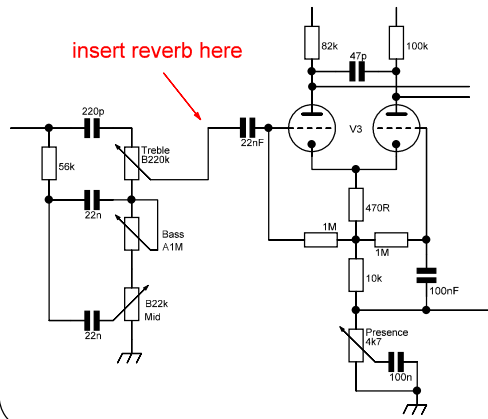 insert reverb here
82k
100k
47p
220p
22nF
V3
Treble
B220k
56k
22n
470R
Bass
A1M
1M
1M
10k
100nF
B22k
Mid
22n
Presence
4k7
100n